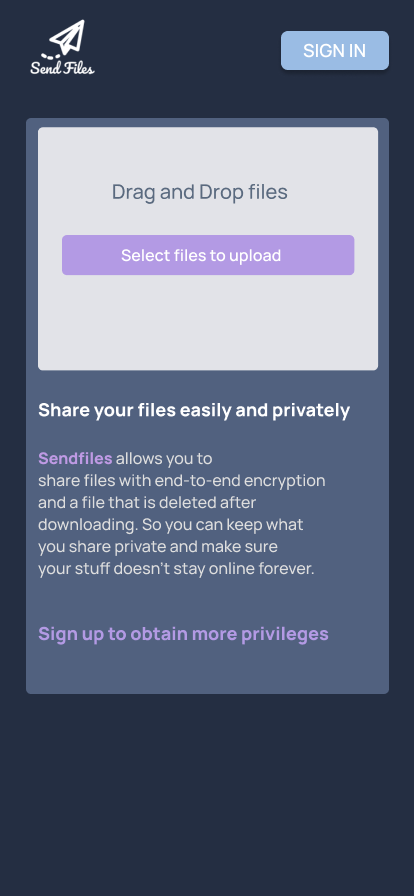 Send Files
SIGN IN
Drag and Drop files
Select files to upload
Share your files easily and privately
Sendfiles allows you to
share files with end-to-end encryption
and a file that is deleted after
downloading. So you can keep what
you share private and make sure
your stuff doesn't stay online forever.
Sign up to obtain more privileges